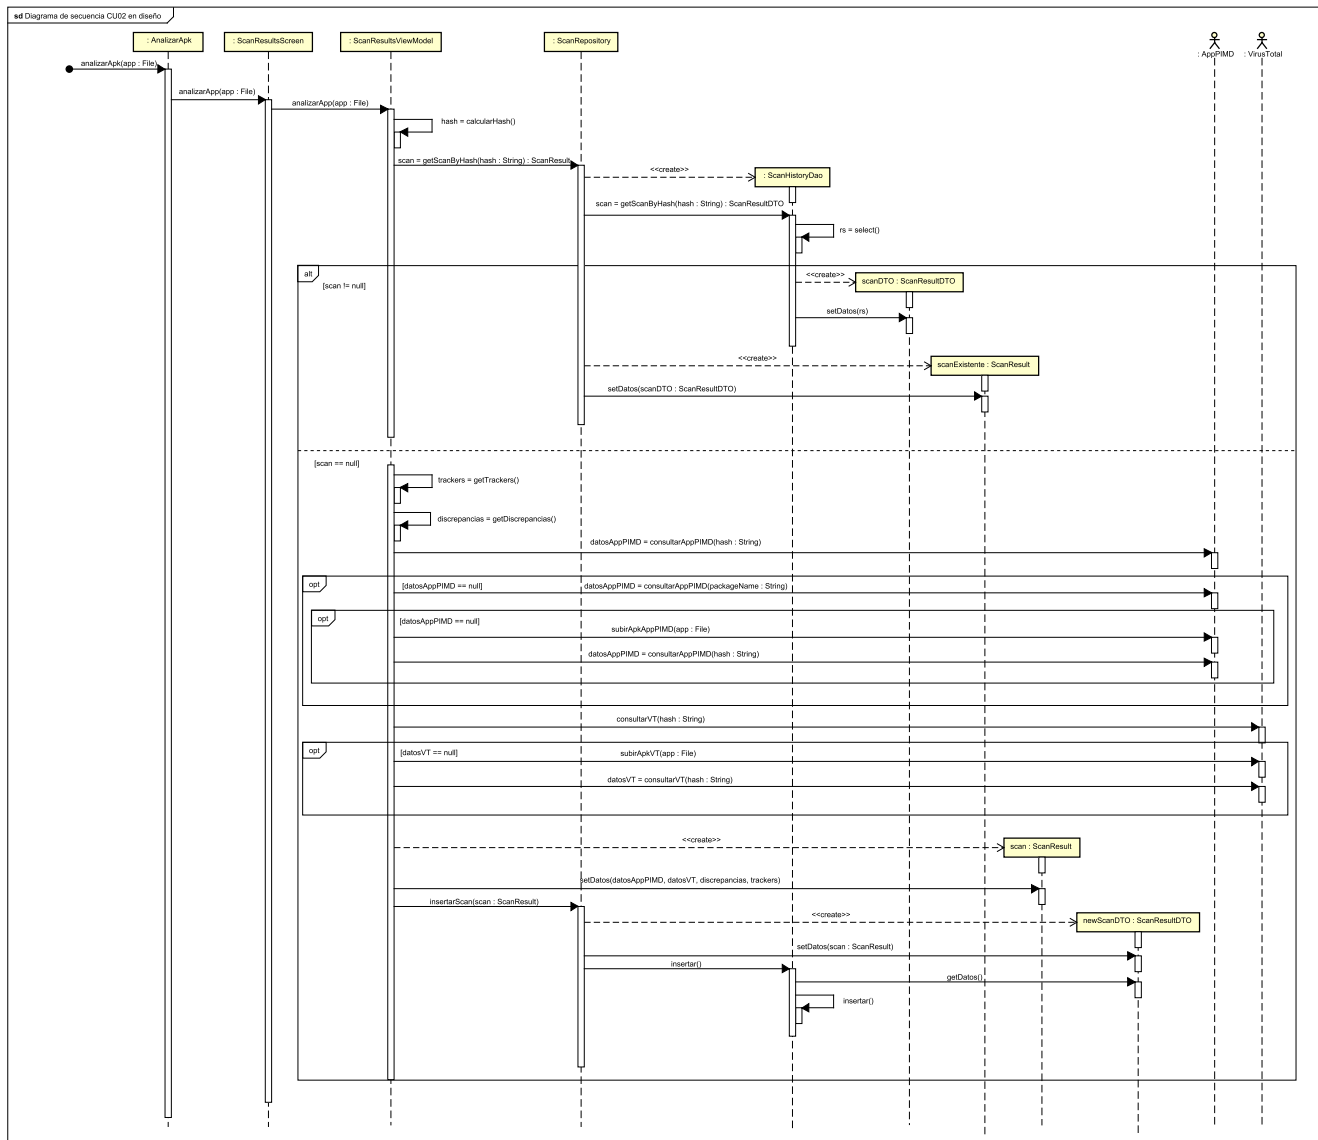 sd Diagrama de secuencia CU02 en diseño
: AnalizarApk
: ScanResultsScreen
: ScanResultsViewModel
: ScanRepository
: AppPIMD
: VirusTotal
analizarApk(app : File)
analizarApp(app : File)
analizarApp(app : File)
hash = calcularHash()
scan = getScanByHash(hash : String) : ScanResult
<<create>>
: ScanHistoryDao
scan = getScanByHash(hash : String) : ScanResultDTO
rs = select()
alt
[scan != null]
<<create>>
scanDTO : ScanResultDTO
setDatos(rs)
<<create>>
scanExistente : ScanResult
setDatos(scanDTO : ScanResultDTO)
[scan == null]
trackers = getTrackers()
discrepancias = getDiscrepancias()
datosAppPIMD = consultarAppPIMD(hash : String)
opt
[datosAppPIMD == null]
datosAppPIMD = consultarAppPIMD(packageName : String)
opt
[datosAppPIMD == null]
subirApkAppPIMD(app : File)
datosAppPIMD = consultarAppPIMD(hash : String)
consultarVT(hash : String)
opt
[datosVT == null]
subirApkVT(app : File)
datosVT = consultarVT(hash : String)
<<create>>
scan : ScanResult
setDatos(datosAppPIMD, datosVT, discrepancias, trackers)
insertarScan(scan : ScanResult)
<<create>>
newScanDTO : ScanResultDTO
setDatos(scan : ScanResult)
insertar()
getDatos()
insertar()